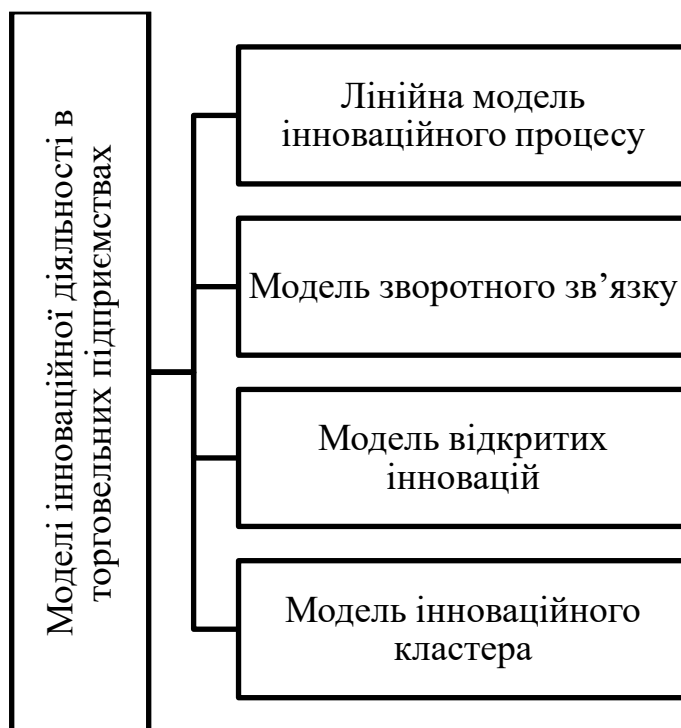 Моделі інноваційної діяльності в
торговельних підприємствах
Лінійна модель
інноваційного процесу
Модель зворотного зв’язку
Модель відкритих
інновацій
Модель інноваційного
кластера